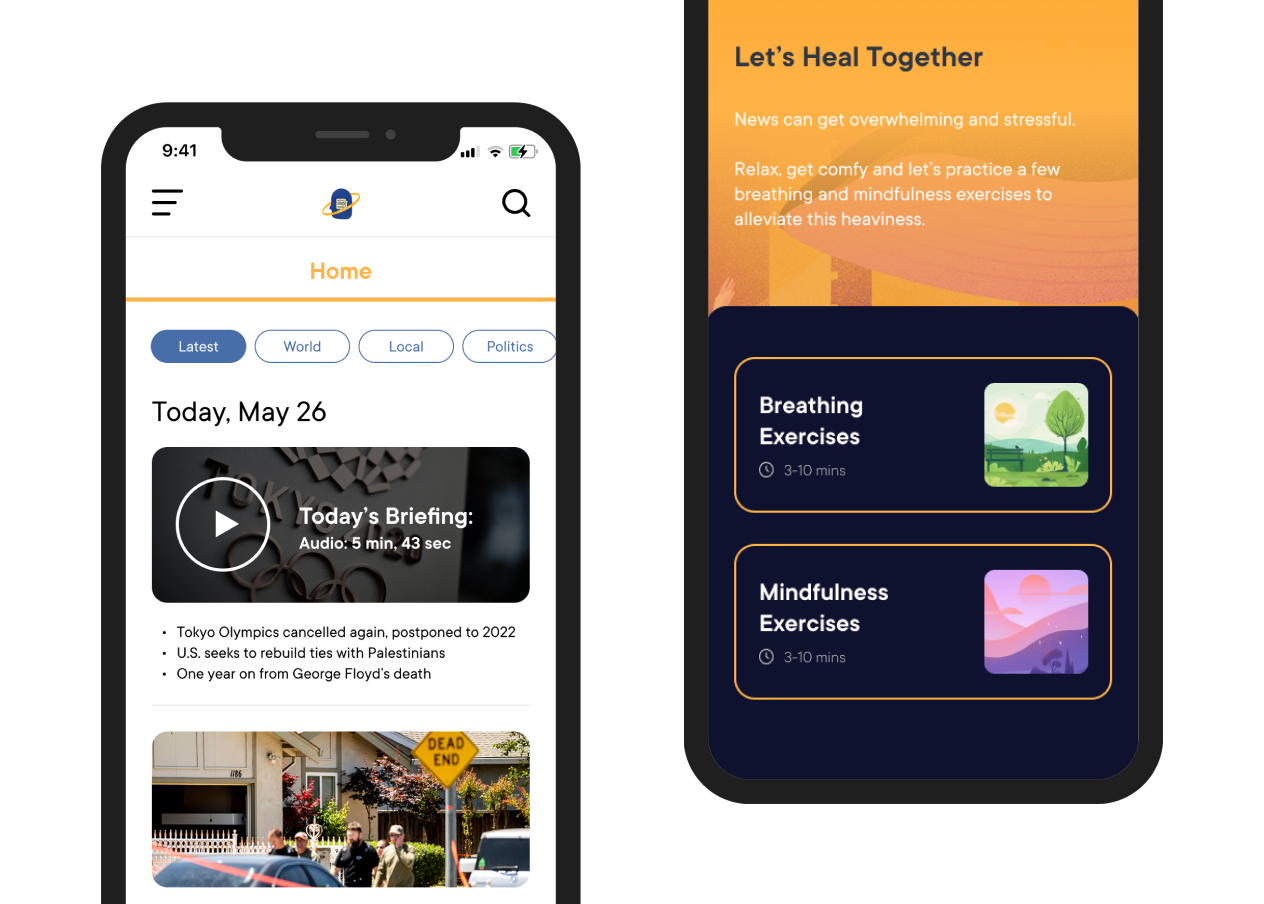 9:41
Home
Latest
World
Local
Politics
Today, May 26
TOKYO 2020
Today’s Briefing:
Audio: 5 min, 43 sec
• Tokyo Olympics cancelled again, postponed to 2022
• U.S. seeks to rebuild ties with Palestinians
• One year on from George Floyd’s death
1186
DEAD
END
Let’s Heal Together
News can get overwhelming and stressful.
Relax, get comfy and let’s practice a few
breathing and mindfulness exercises to
alleviate this heaviness.
Breathing
Exercises
3-10 mins
Mindfulness
Exercises
3-10 mins